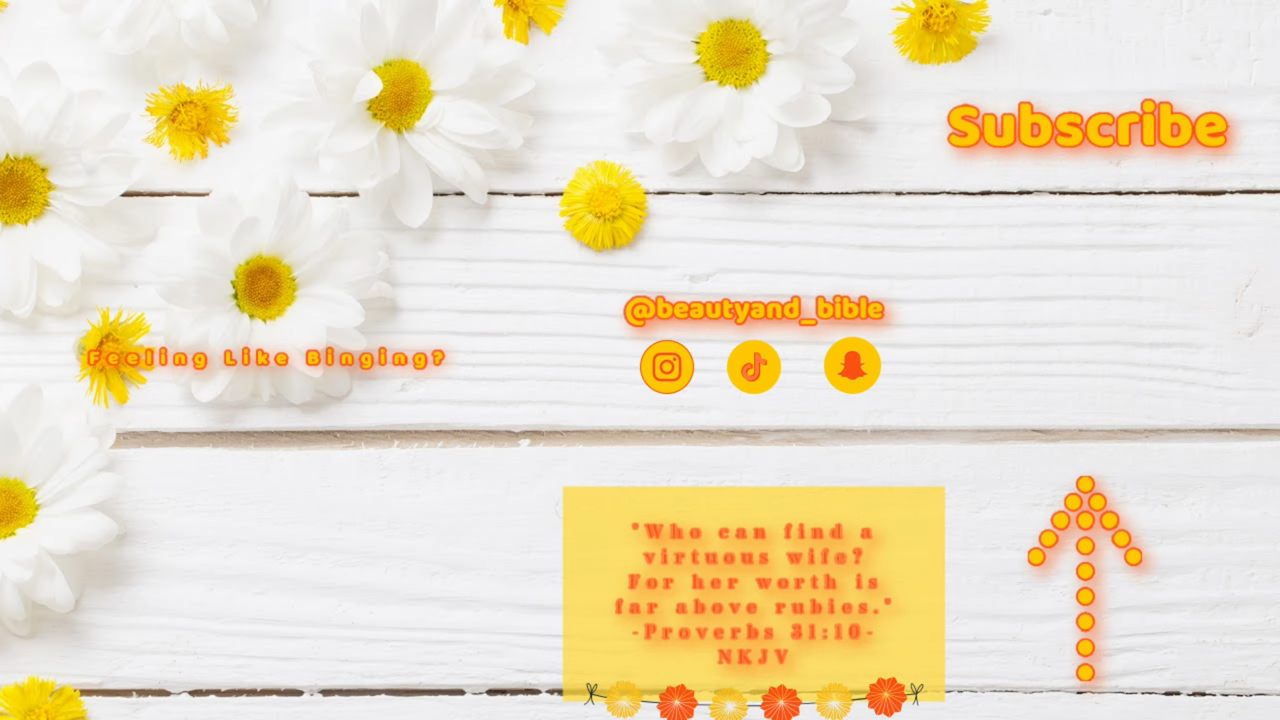 Subscribe
@beautyand_bible
Feeling Like Binging?
"Who can find a
virtuous wife?
For her worth is
far above rubies."
-Proverbs 31:10-
NKJV